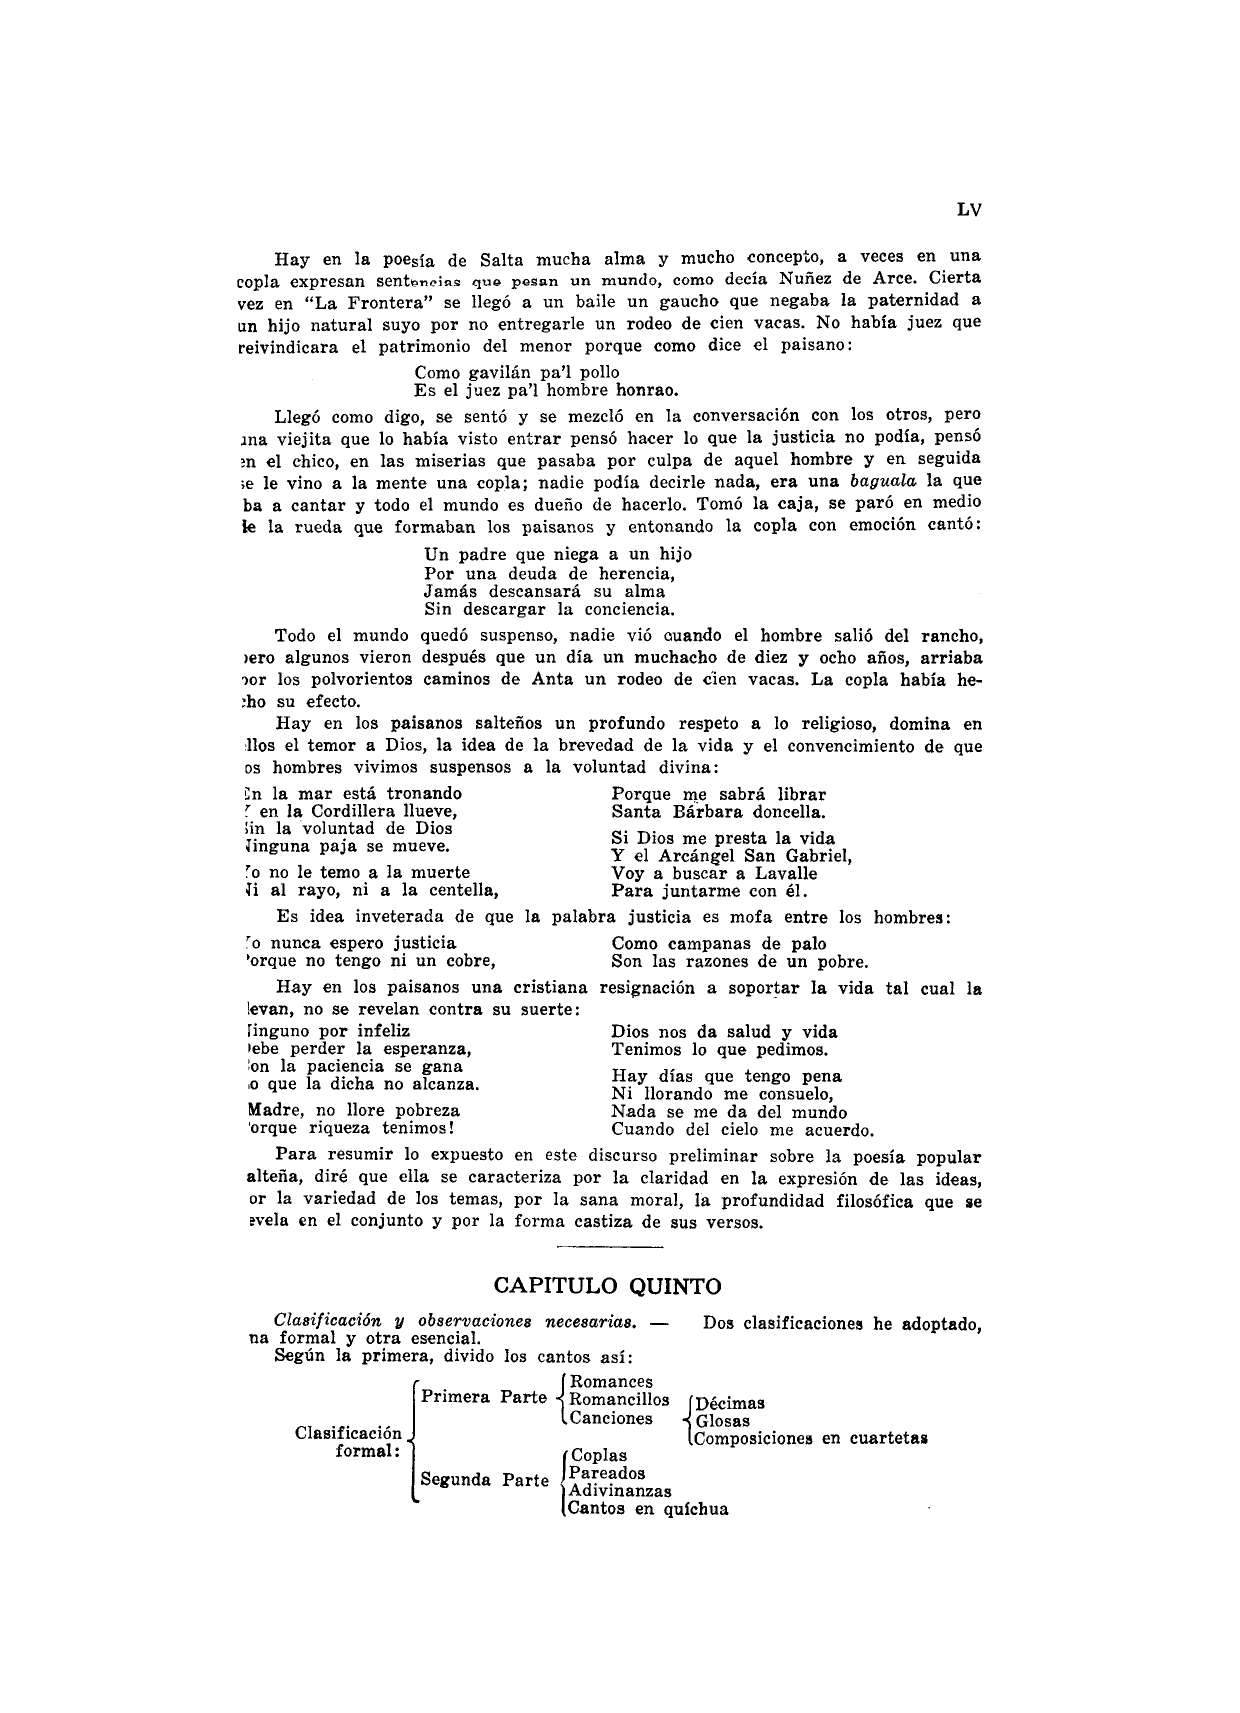 LV
Hay en la poesía de Salta mucha alma y mucho concepto, a veces en una
copla expresan sentencias que pesan un mundo, como decía Nuñez de Arce. Cierta
vez en “La Frontera” se llegó a un baile un gaucho que negaba la paternidad a
un hijo natural suyo por no entregarle un rodeo de cien vacas. No había juez que
reivindicara el patrimonio del menor porque como dice el paisano:
Como gavilán pa’l pollo
Es el juez pa’l hombre honrao.
Llegó como digo, se sentó y se mezcló en la conversación con los otros, pero
una viejita que lo había visto entrar pensó hacer lo que la justicia no podía, pensó
en el chico, en las miserias que pasaba por culpa de aquel hombre y en seguida
se le vino a la mente una copla; nadie podía decirle nada, era una baguala la que
ba a cantar y todo el mundo es dueño de hacerlo. Tomó la caja, se paró en medio
le la rueda que formaban los paisanos y entonando la copla con emoción cantó:
Un padre que niega a un hijo
Por una deuda de herencia,
Jamás descansará su alma
Sin descargar la conciencia.
Todo el mundo quedó suspenso, nadie vió cuando el hombre salió del rancho,
pero algunos vieron después que un día un muchacho de diez y ocho años, arriaba
por los polvorientos caminos de Anta un rodeo de cien vacas. La copla había he-
cho su efecto.
Hay en los paisanos salteños un profundo respeto a lo religioso, domina en
llos el temor a Dios, la idea de la brevedad de la vida y el convencimiento de que
os hombres vivimos suspensos a la voluntad divina:
En la mar está tronando
Y en la Cordillera llueve,
Sin la voluntad de Dios
Ninguna paja se mueve.
Yo no le temo a la muerte
Ni al rayo, ni a la centella,
Porque me sabrá librar
Santa Bárbara doncella.
Si Dios me presta la vida
Y el Arcángel San Gabriel,
Voy a buscar a Lavalle
Para juntarme con él.
Es idea inveterada de que la palabra justicia es mofa entre los hombres:
Yo nunca espero justicia
Porque no tengo ni un cobre,
Como campanas de palo
Son las razones de un pobre.
Hay en los paisanos una cristiana resignación a soportar la vida tal cual la
levan, no se revelan contra su suerte:
Ninguno por infeliz
Debe perder la esperanza,
Con la paciencia se gana
Lo que la dicha no alcanza.
Madre, no llore pobreza
Porque riqueza tenimos!
Dios nos da salud y vida
Tenimos lo que pedimos.
Hay días que tengo pena
Ni llorando me consuelo,
Nada se me da del mundo
Cuando del cielo me acuerdo.
Para resumir lo expuesto en este discurso preliminar sobre la poesía popular
alteña, diré que ella se caracteriza por la claridad en la expresión de las ideas,
or la variedad de los temas, por la sana moral, la profundidad filosófica que se
evela en el conjunto y por la forma castiza de sus versos.
CAPITULO QUINTO
Clasificación y observaciones necesarias. — Dos clasificaciones he adoptado,
na formal y otra esencial.
Según la primera, divido los cantos así:
Clasificación
formal:
Primera Parte
Romances
Romancillos
Canciones
Décimas
Glosas
Composiciones en cuartetas
Segunda Parte
Coplas
Pareados
Adivinanzas
Cantos en quíchua